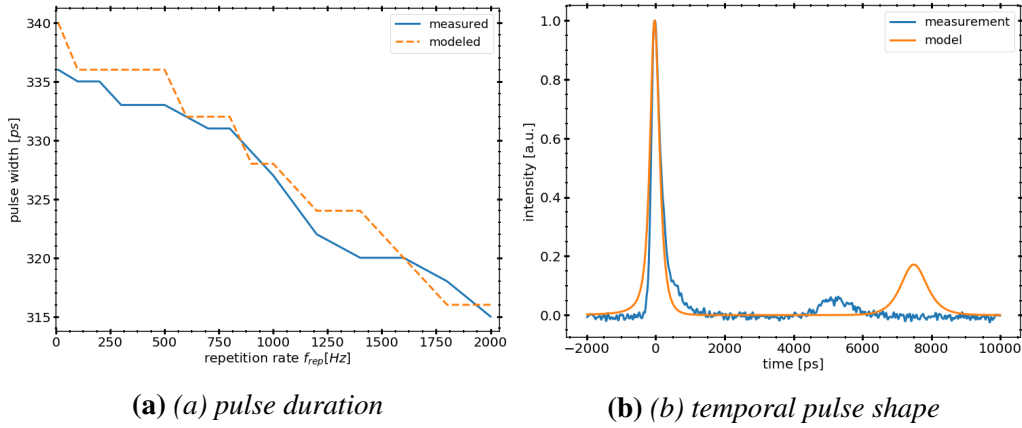 measured
modeled
340
335
330
325
320
315
pulse width [ps]
0
250
500
750
1000
1250
1500
1750
2000
repetition rate f_rep[Hz]
(a) (a) pulse duration
measurement
model
1.0
0.8
0.6
0.4
0.2
0.0
intensity [a.u.]
−2000
0
2000
4000
6000
8000
10000
time [ps]
(b) (b) temporal pulse shape